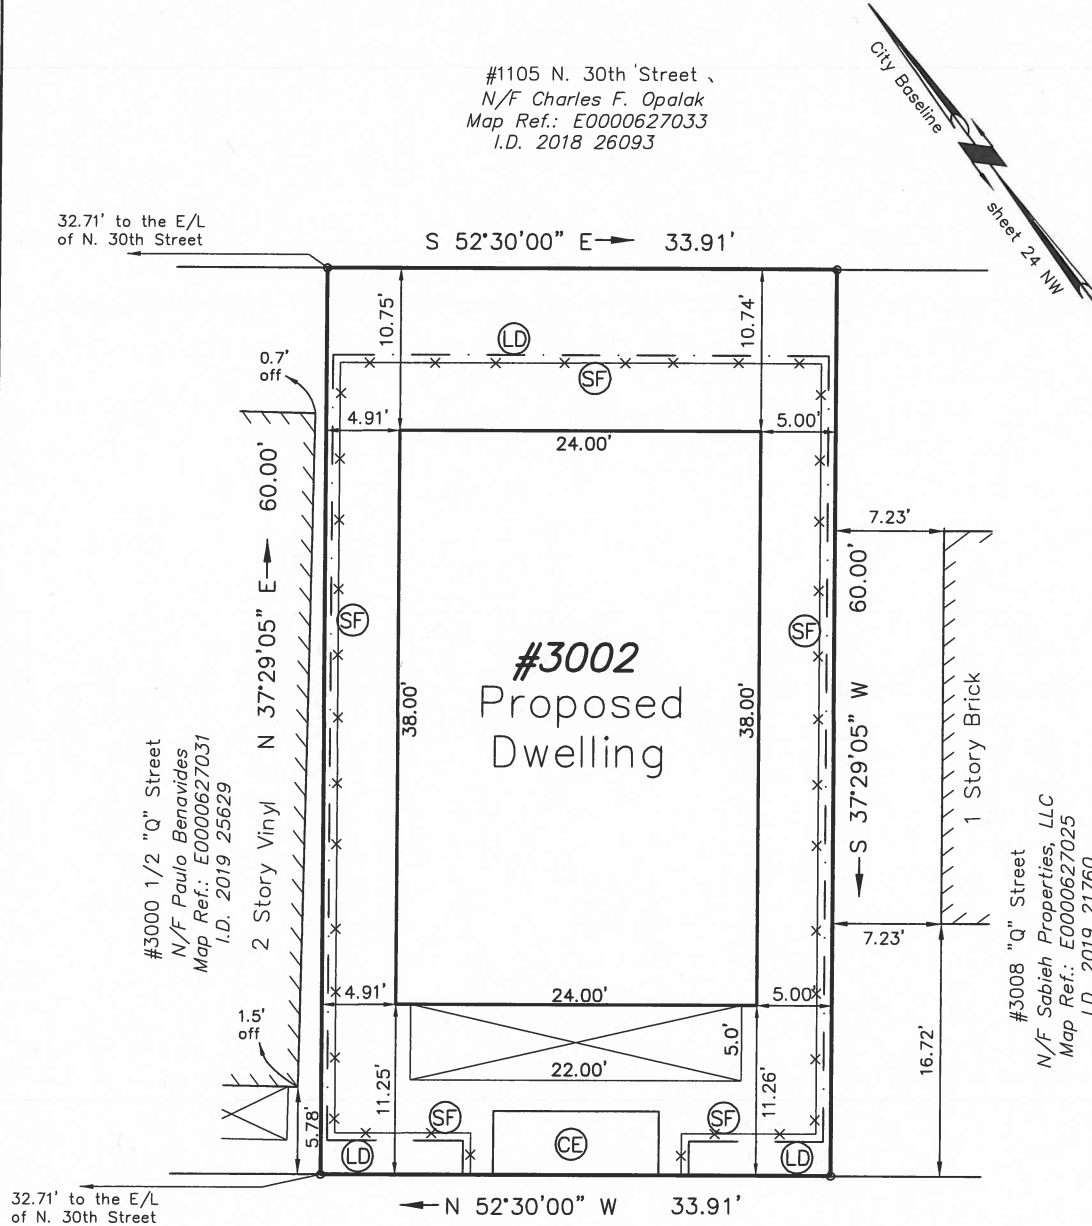 City Baseline
sheet 24 NW
#1105 N. 30th Street
N/F Charles F. Opalak
Map Ref.: E0000627033
I.D. 2018 26093
32.71' to the E/L
of N. 30th Street
S 52°30'00" E 33.91'
10.75'
10.74'
LD
SF
0.7'
off
4.91'
24.00'
5.00'
N 37°29'05" E 60.00'
7.23'
S 37°29'05" W 60.00'
SF
SF
38.00'
38.00'
#3002
Proposed
Dwelling
#3000 1/2 "Q" Street
N/F Paulo Benavides
Map Ref.: E0000627031
I.D. 2019 25629
2 Story Vinyl
1 Story Brick
#3008 "Q" Street
N/F Sabieh Properties, LLC
Map Ref.: E0000627025
I.D. 2019 21760
7.23'
4.91'
24.00'
5.00'
1.5'
off
5.0'
22.00'
16.72'
11.25'
11.26'
5.78'
SF
SF
CE
LD
LD
32.71' to the E/L
of N. 30th Street
N 52°30'00" W 33.91'